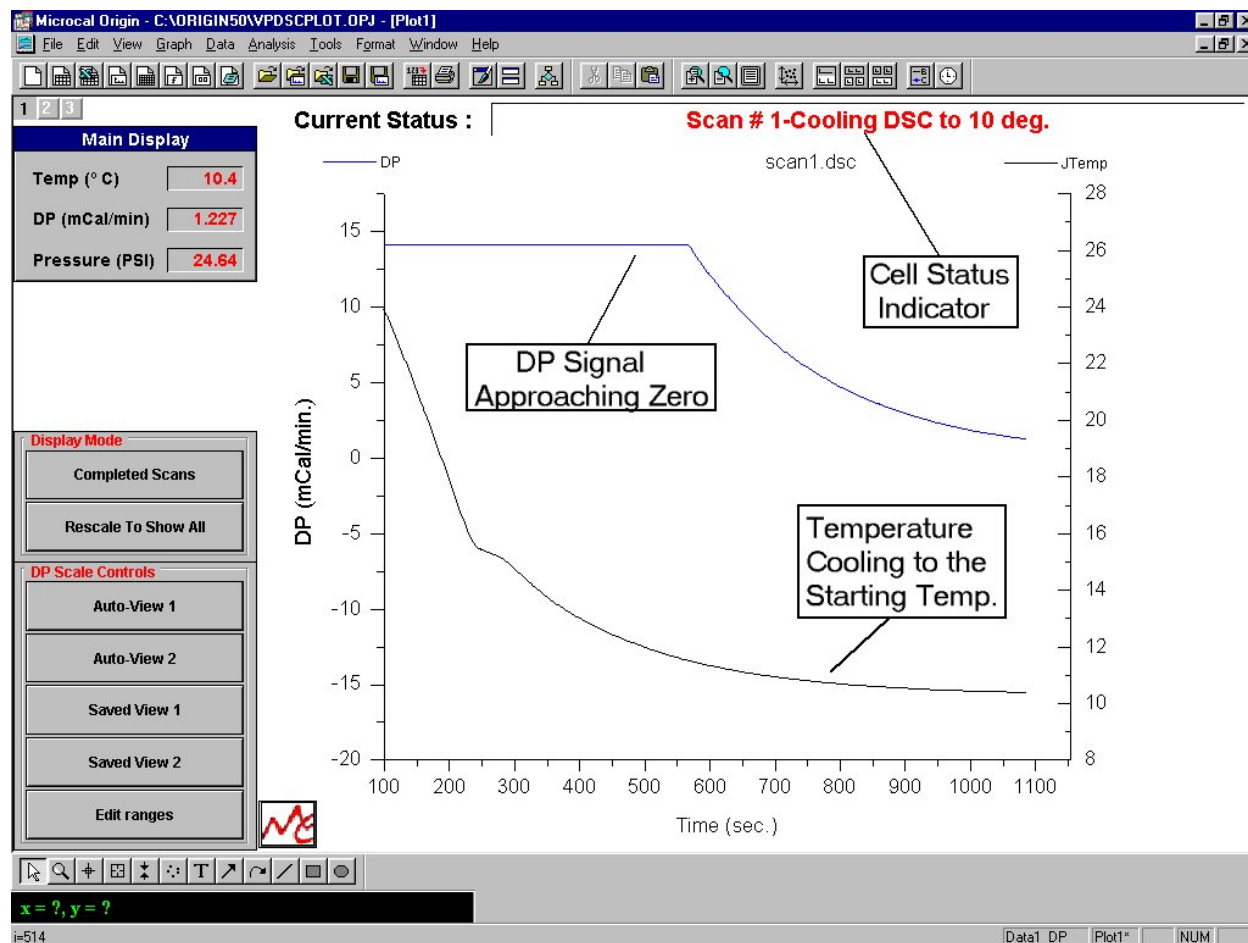 Microcal Origin - C:\ORIGIN50\VPDSCPLOT.OPJ - [Plot1]
File Edit View Graph Data Analysis Tools Format Window Help
1 2 3
Main Display
Temp (° C) 10.4
DP (mCal/min) 1.227
Pressure (PSI) 24.64
Display Mode
Completed Scans
Rescale To Show All
DP Scale Controls
Auto-View 1
Auto-View 2
Saved View 1
Saved View 2
Edit ranges
Current Status :
Scan # 1-Cooling DSC to 10 deg.
DP
scan1.dsc
JTemp
Cell Status
Indicator
DP Signal
Approaching Zero
Temperature
Cooling to the
Starting Temp.
DP (mCal/min.)
15
10
5
0
-5
-10
-15
-20
28
26
24
22
20
18
16
14
12
10
8
100 200 300 400 500 600 700 800 900 1000 1100
Time (sec.)
T
x = ?, y = ?
i=514
Data1_DP Plot1* NUM